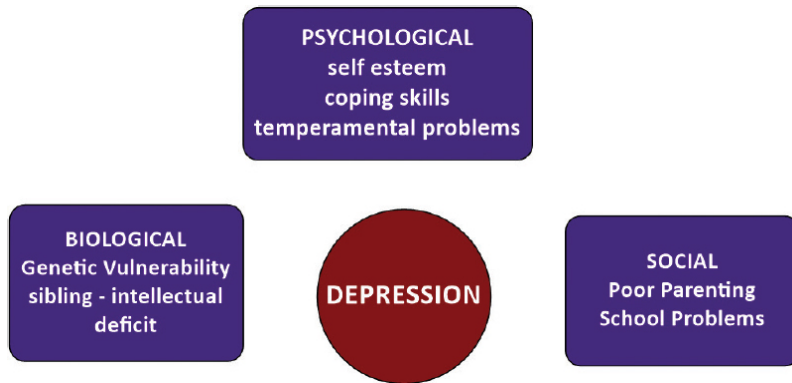 PSYCHOLOGICAL
self esteem
coping skills
temperamental problems
BIOLOGICAL
Genetic Vulnerability
sibling - intellectual
deficit
DEPRESSION
SOCIAL
Poor Parenting
School Problems